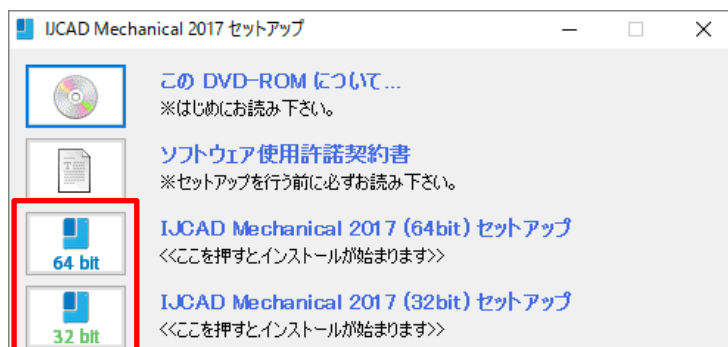 IJCAD Mechanical 2017 セットアップ
この DVD-ROM について...
※はじめにお読み下さい。
ソフトウェア使用許諾契約書
※セットアップを行う前に必ずお読み下さい。
64 bit
IJCAD Mechanical 2017 (64bit) セットアップ
<<ここを押すとインストールが始まります>>
32 bit
IJCAD Mechanical 2017 (32bit) セットアップ
<<ここを押すとインストールが始まります>>